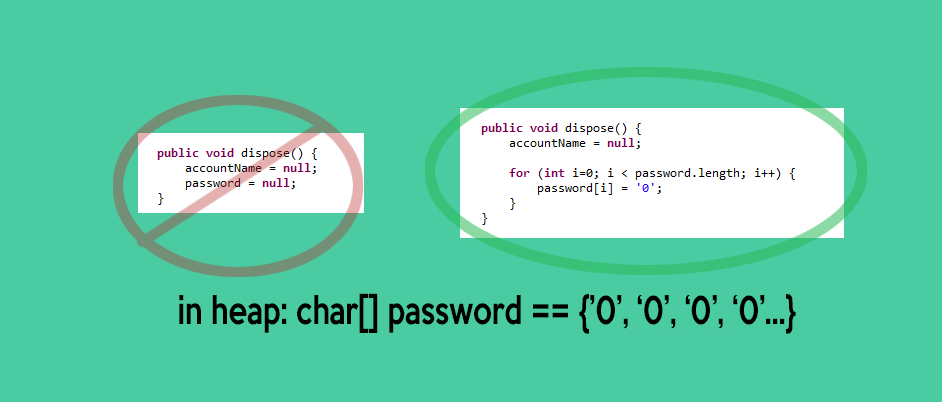 public void dispose() {
accountName = null;
password = null;
}
public void dispose() {
accountName = null;
for (int i=0; i < password.length; i++) {
password[i] = '0';
}
}
in heap: char[] password == {’0’, ‘0’, ‘0’, ‘0’...}